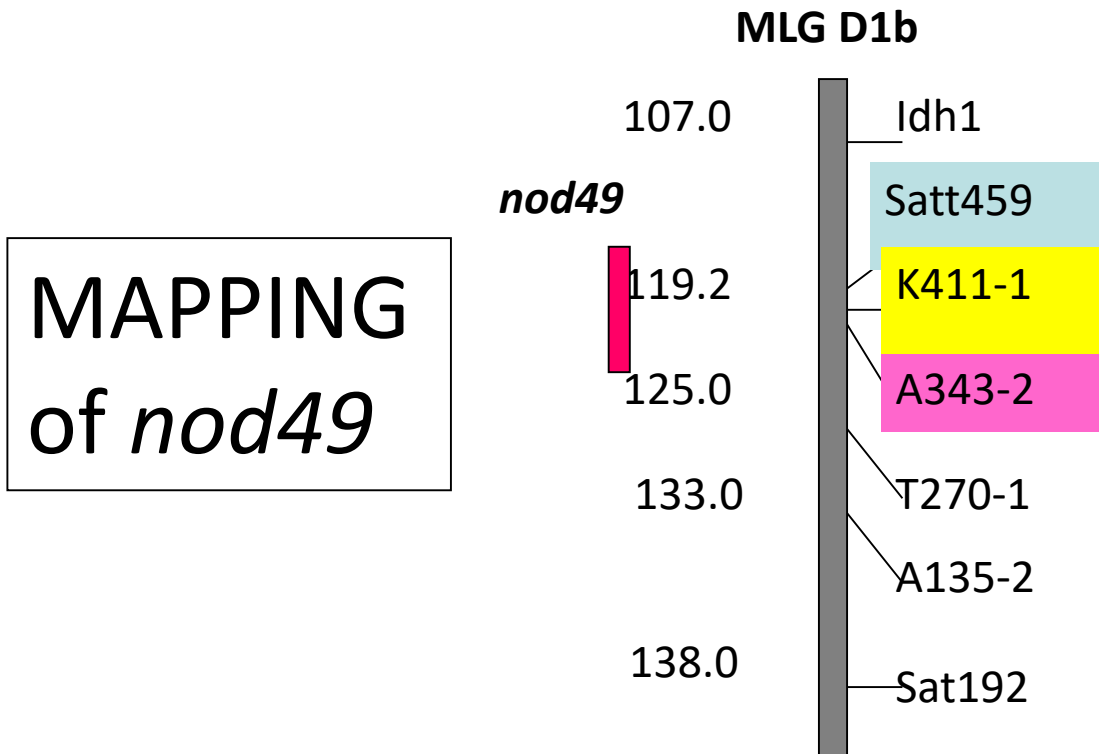 MLG D1b
107.0 Idh1
nod49 Satt459
MAPPING
of nod49
119.2 K411-1
125.0 A343-2
133.0 T270-1
A135-2
138.0 Sat192